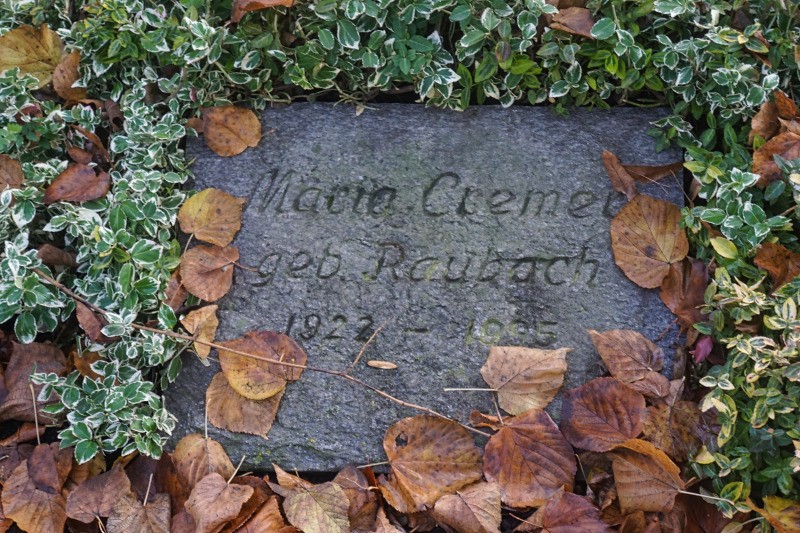 Maria Cremer
geb. Raubach
1922 - 1995